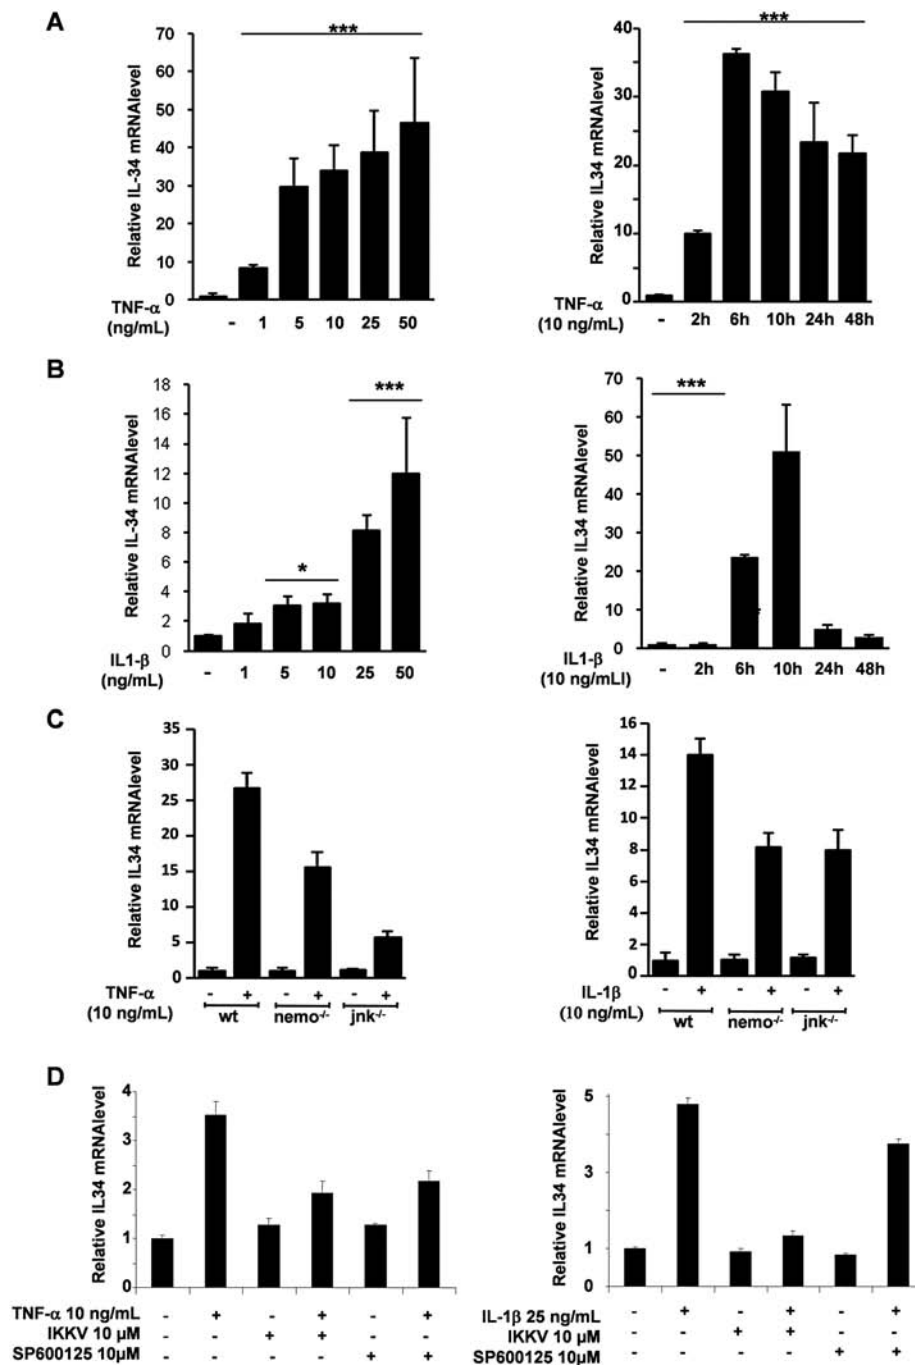 A
***
Relative IL-34 mRNAlevel
70
60
50
40
30
20
10
0
TNF-α
(ng/mL)
- 1 5 10 25 50
***
Relative IL34 mRNAlevel
40
30
20
10
0
TNF-α
(10 ng/mL)
- 2h 6h 10h 24h 48h
B
***
*
Relative IL-34 mRNAlevel
18
16
14
12
10
8
6
4
2
0
IL1-β
(ng/mL)
- 1 5 10 25 50
***
Relative IL34 mRNAlevel
70
60
50
40
30
20
10
0
IL1-β
(10 ng/mLl)
- 2h 6h 10h 24h 48h
C
Relative IL34 mRNAlevel
35
30
25
20
15
10
5
0
TNF-α
(10 ng/mL)
- + - + - +
wt nemo-/- jnk-/-
Relative IL34 mRNAlevel
16
14
12
10
8
6
4
2
0
IL-1β
(10 ng/mL)
- + - + - +
wt nemo-/- jnk-/-
D
Relative IL34 mRNAlevel
4
3
2
1
0
TNF-α 10 ng/mL - + - + - +
IKKV 10 µM - - + + - -
SP600125 10µM - - - - + +
Relative IL34 mRNAlevel
5
3
1
0
IL-1β 25 ng/mL - + - + - +
IKKV 10 µM - - + + - -
SP600125 10µM - - - - + +